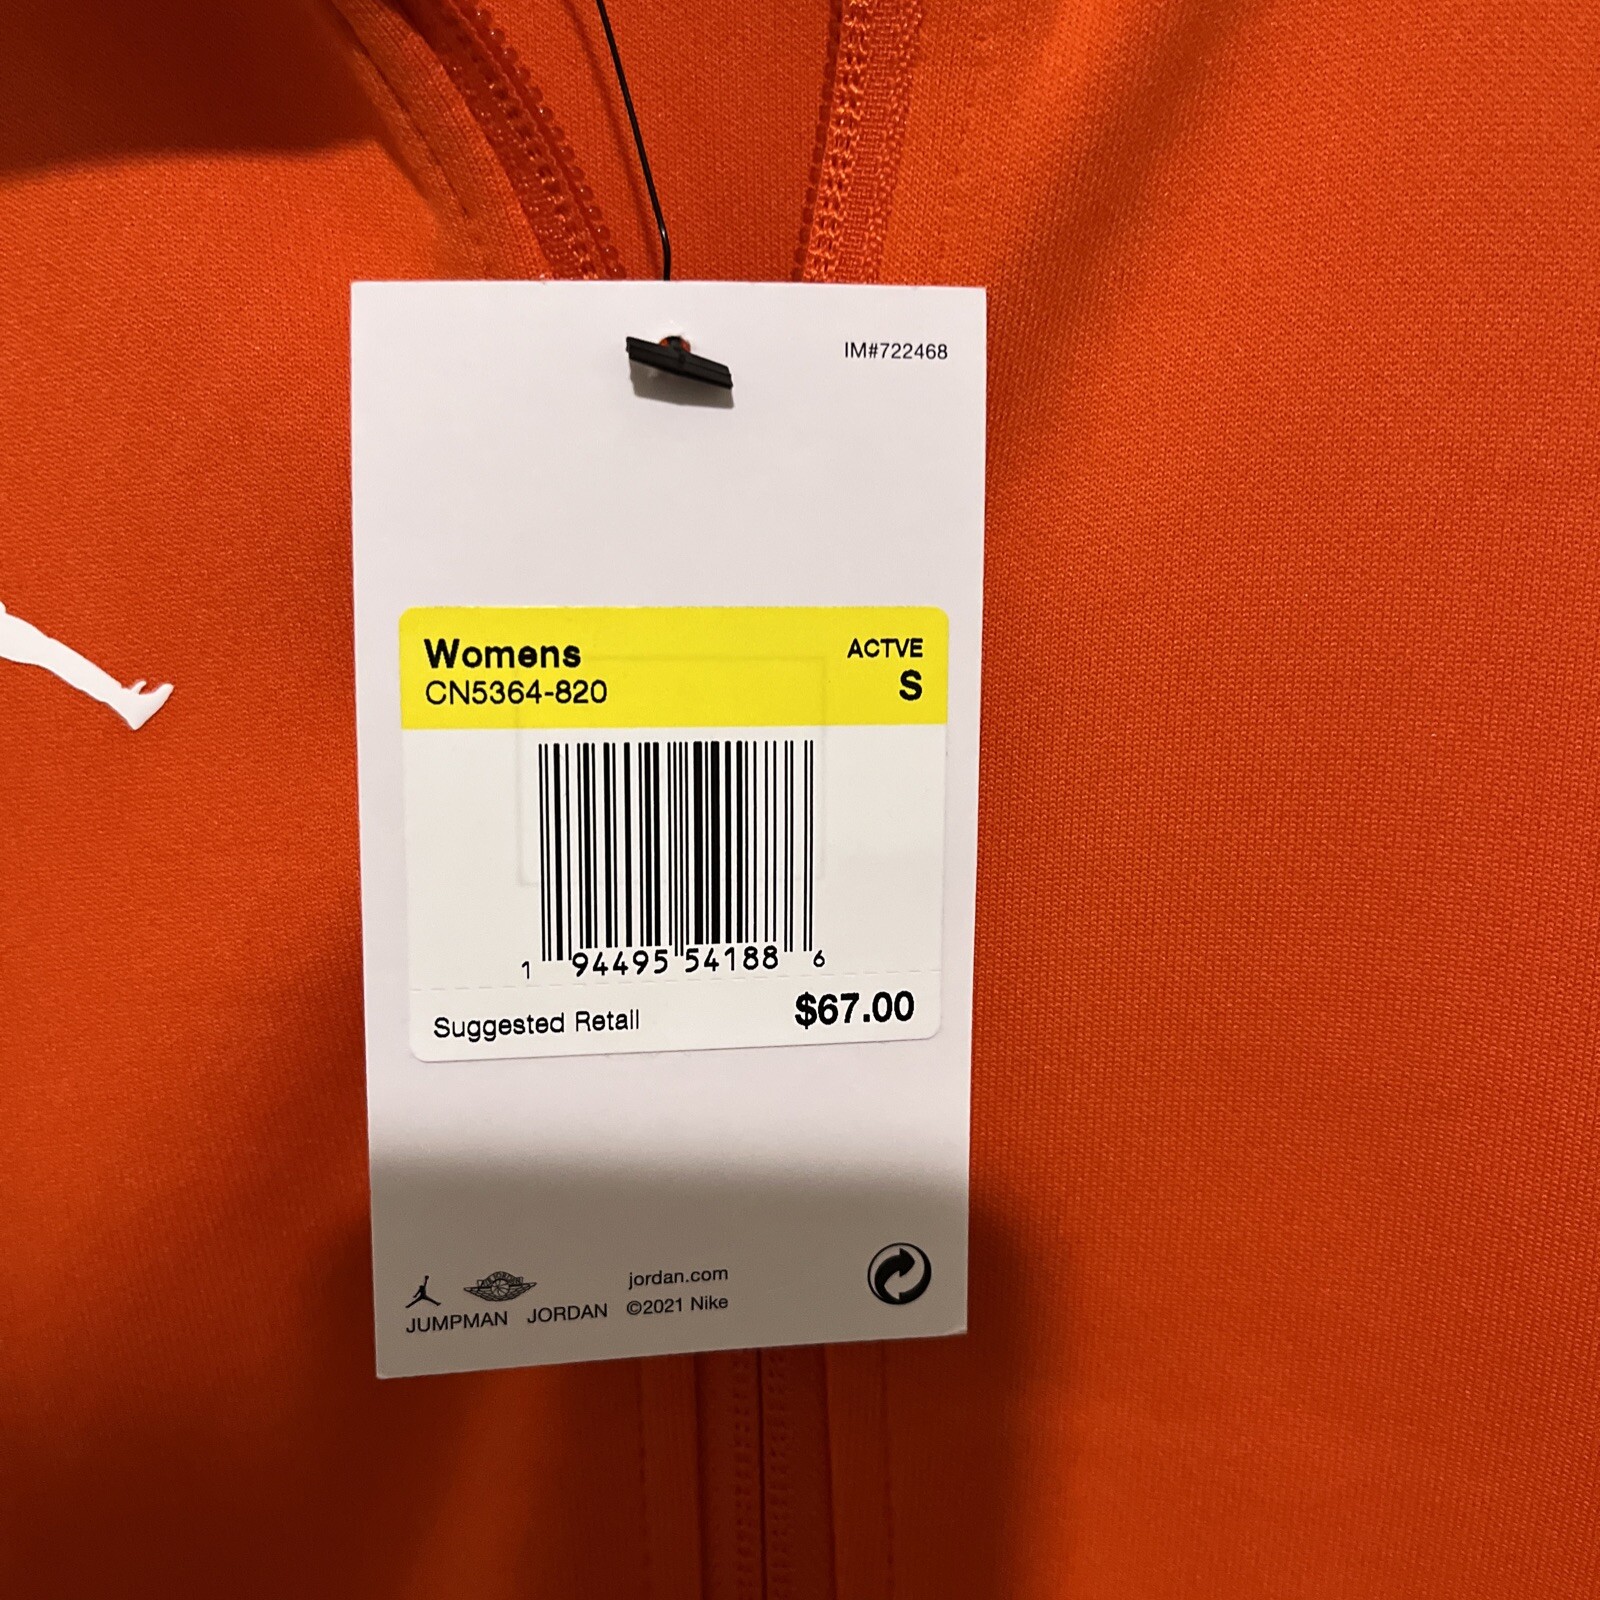 IM#722468
Womens ACTVE
CN5364-820 S
1 94495 54188 6
Suggested Retail $67.00
jordan.com
JUMPMAN JORDAN ©2021 Nike